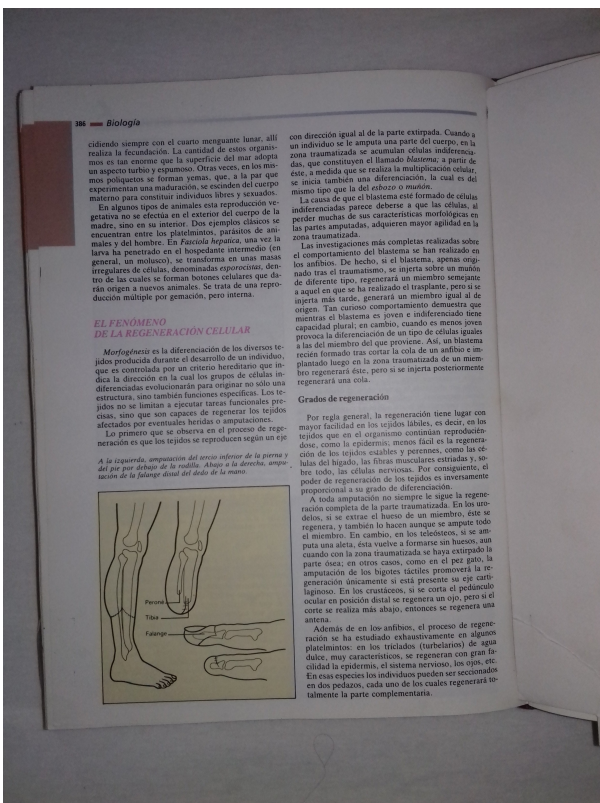 386 Biología
cidiendo siempre con el cuarto menguante lunar, allí
realiza la fecundación. La cantidad de estos organis-
mos es tan enorme que la superficie del mar adopta
un aspecto turbio y espumoso. Otras veces, en los mis-
mos poliquetos se forman yemas, que, a la par que
experimentan una maduración, se escinden del cuerpo
materno para constituir individuos libres y sexuados.
En algunos tipos de animales esta reproducción ve-
getativa no se efectúa en el exterior del cuerpo de la
madre, sino en su interior. Dos ejemplos clásicos se
encuentran entre los platelmintos, parásitos de ani-
males y del hombre. En Fasciola hepatica, una vez la
larva ha penetrado en el hospedante intermedio (en
general, un molusco), se transforma en unas masas
irregulares de células, denominadas esporocistas, den-
tro de las cuales se forman botones celulares que da-
rán origen a nuevos animales. Se trata de una repro-
ducción múltiple por gemación, pero interna.
EL FENÓMENO
DE LA REGENERACIÓN CELULAR
Morfogénesis es la diferenciación de los diversos te-
jidos producida durante el desarrollo de un individuo,
que es controlada por un criterio hereditario que in-
dica la dirección en la cual los grupos de células in-
diferenciadas evolucionarán para originar no sólo una
estructura, sino también funciones específicas. Los te-
jidos no se limitan a ejecutar tareas funcionales pre-
cisas, sino que son capaces de regenerar los tejidos
afectados por eventuales heridas o amputaciones.
Lo primero que se observa en el proceso de rege-
neración es que los tejidos se reproducen según un eje
A la izquierda, amputación del tercio inferior de la pierna y
del pie por debajo de la rodilla. Abajo a la derecha, ampu-
tación de la falange distal del dedo de la mano.
Peroné
Tibia
Falange
con dirección igual al de la parte extirpada. Cuando a
un individuo se le amputa una parte del cuerpo, en la
zona traumatizada se acumulan células indiferencia-
das, que constituyen el llamado blastema; a partir de
éste, a medida que se realiza la multiplicación celular,
se inicia también una diferenciación, la cual es del
mismo tipo que la del esbozo o muñón.
La causa de que el blastema esté formado de células
indiferenciadas parece deberse a que las células, al
perder muchas de sus características morfológicas en
las partes amputadas, adquieren mayor agilidad en la
zona traumatizada.
Las investigaciones más completas realizadas sobre
el comportamiento del blastema se han realizado en
los anfibios. De hecho, si el blastema, apenas origi-
nado tras el traumatismo, se injerta sobre un muñón
de diferente tipo, regenerará un miembro semejante
a aquel en que se ha realizado el trasplante, pero si se
injerta más tarde, generará un miembro igual al de
origen. Tan curioso comportamiento demuestra que
mientras el blastema es joven e indiferenciado tiene
capacidad plural; en cambio, cuando es menos joven
provoca la diferenciación de un tipo de células iguales
a las del miembro del que proviene. Así, un blastema
recién formado tras cortar la cola de un anfibio e im-
plantado luego en la zona traumatizada de un miem-
bro regenerará éste, pero si se injerta posteriormente
regenerará una cola.
Grados de regeneración
Por regla general, la regeneración tiene lugar con
mayor facilidad en los tejidos lábiles, es decir, en los
tejidos que en el organismo continúan reproducién-
dose, como la epidermis; menos fácil es la regenera-
ción de los tejidos estables y perennes, como las cé-
lulas del hígado, las fibras musculares estriadas y, so-
bre todo, las células nerviosas. Por consiguiente, el
poder de regeneración de los tejidos es inversamente
proporcional a su grado de diferenciación.
A toda amputación no siempre le sigue la regene-
ración completa de la parte traumatizada. En los uro-
delos, si se extrae el hueso de un miembro, éste se
regenera, y también lo hacen aunque se ampute todo
el miembro. En cambio, en los teleósteos, si se am-
puta una aleta, ésta vuelve a formarse sin huesos, aun
cuando con la zona traumatizada se haya extirpado la
parte ósea; en otros casos, como en el pez gato, la
amputación de los bigotes táctiles promoverá la re-
generación únicamente si está presente su eje carti-
laginoso. En los crustáceos, si se corta el pedúnculo
ocular en posición distal se regenera un ojo, pero si el
corte se realiza más abajo, entonces se regenera una
antena.
Además de en los anfibios, el proceso de regene-
ración se ha estudiado exhaustivamente en algunos
platelmintos: en los tríclados (turbelarios) de agua
dulce, muy característicos, se regeneran con gran fa-
cilidad la epidermis, el sistema nervioso, los ojos, etc.
En esas especies los individuos pueden ser seccionados
en dos pedazos, cada uno de los cuales regenerará to-
talmente la parte complementaria.